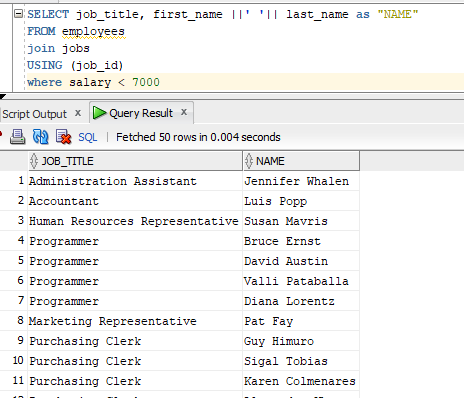 SELECT job_title, first_name ||' '|| last_name as "NAME"
FROM employees
join jobs
USING (job_id)
where salary < 7000
Script Output x Query Result x
SQL | Fetched 50 rows in 0.004 seconds
JOB_TITLE NAME
1 Administration Assistant Jennifer Whalen
2 Accountant Luis Popp
3 Human Resources Representative Susan Mavris
4 Programmer Bruce Ernst
5 Programmer David Austin
6 Programmer Valli Pataballa
7 Programmer Diana Lorentz
8 Marketing Representative Pat Fay
9 Purchasing Clerk Guy Himuro
10 Purchasing Clerk Sigal Tobias
11 Purchasing Clerk Karen Colmenares